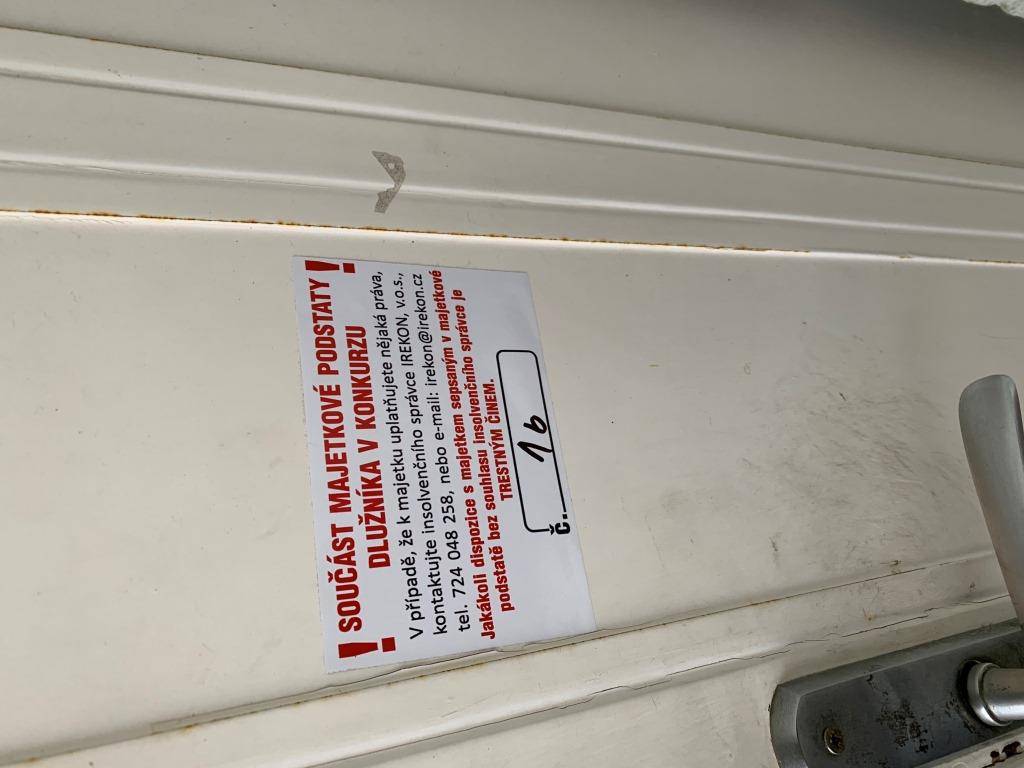 ! SOUČÁST MAJETKOVÉ PODSTATY !
DLUŽNÍKA V KONKURZU
V případě, že k majetku uplatňujete nějaká práva,
kontaktujte insolvenčního správce IREKON, v.o.s.,
tel. 724 048 258, nebo e-mail: irekon@irekon.cz
Jakákoli dispozice s majetkem sepsaným v majetkové
podstatě bez souhlasu insolvenčního správce je
TRESTNÝM ČINEM.
č. 16